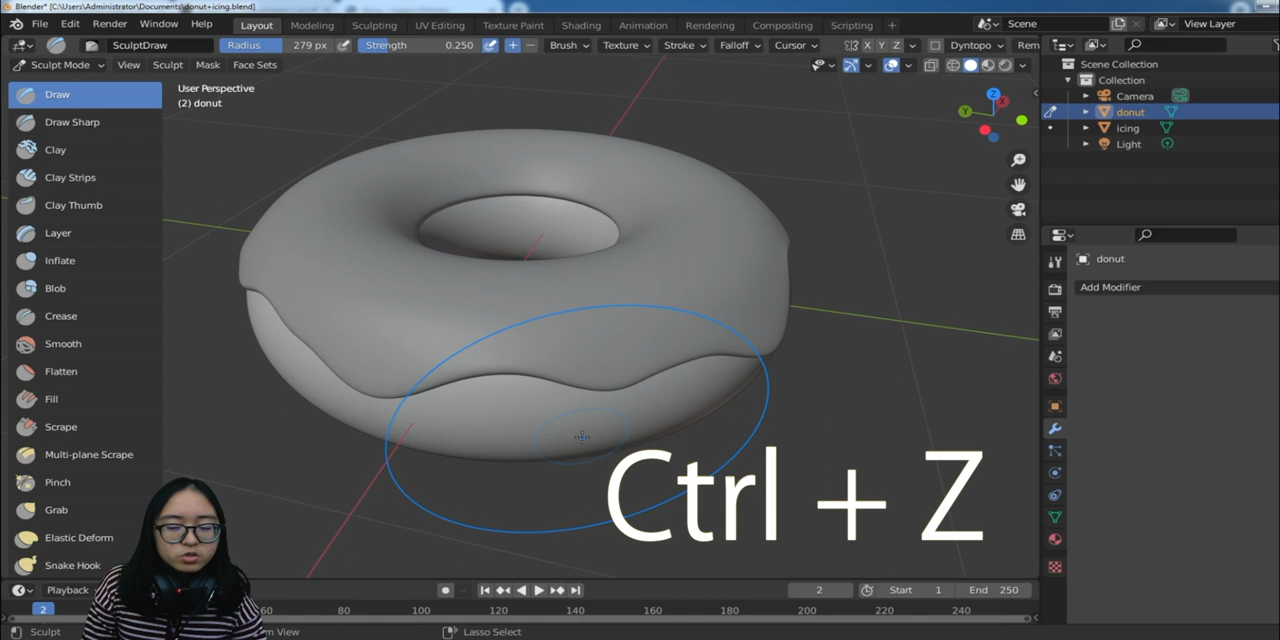 Blender* [C:\Users\Administrator\Documents\donut+icing.blend]
File Edit Render Window Help Layout Modeling Sculpting UV Editing Texture Paint Shading Animation Rendering Compositing Scripting + Scene View Layer
SculptDraw Radius 279 px Strength 0.250 Brush Texture Stroke Falloff Cursor X Y Z Dyntopo Rem
Sculpt Mode View Sculpt Mask Face Sets
Draw
Draw Sharp
Clay
Clay Strips
Clay Thumb
Layer
Inflate
Blob
Crease
Smooth
Flatten
Fill
Scrape
Multi-plane Scrape
Pinch
Grab
Elastic Deform
Snake Hook
User Perspective
(2) donut
Z
X
Y
Ctrl + Z
Scene Collection
Collection
Camera
donut
icing
Light
donut
Add Modifier
Playback 2 Start 1 End 250
2 60 80 100 120 140 160 180 200 220 240
Sculpt m View Lasso Select